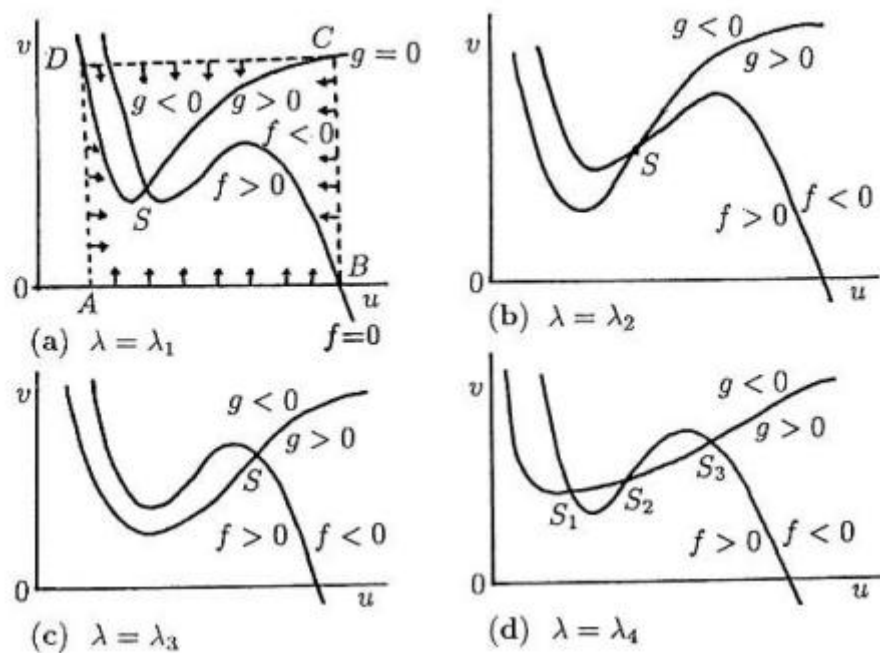 v
D
C
g = 0
g < 0
g > 0
f < 0
f > 0
S
B
0
A
u
(a) λ = λ₁
f=0
v
g < 0
g > 0
S
f > 0
f < 0
0
u
(b) λ = λ₂
v
g < 0
g > 0
S
f > 0
f < 0
0
u
(c) λ = λ₃
v
g < 0
g > 0
S₃
S₁
S₂
f > 0
f < 0
0
u
(d) λ = λ₄